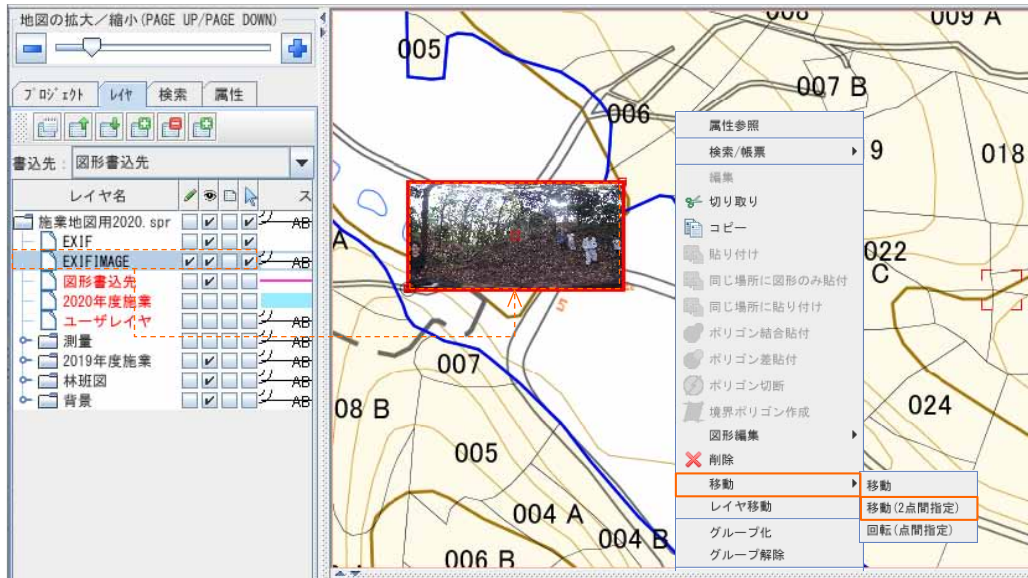 地図の拡大／縮小(PAGE UP/PAGE DOWN)
ﾌﾟﾛｼﾞｪｸﾄ
ﾚｲﾔ
検索
属性
書込先：
図形書込先
レイヤ名
ス
施業地図用2020.spr
AB
EXIF
EXIFIMAGE
AB
図形書込先
2020年度施業
ユーザレイヤ
AB
測量
AB
2019年度施業
AB
林班図
AB
背景
AB
005
008
009 A
007 B
006
9
018
A
022
C
007
024
08 B
005
004 A
004 B
006 B
5
属性参照
検索/帳票
編集
切り取り
コピー
貼り付け
同じ場所に図形のみ貼付
同じ場所に貼り付け
ポリゴン結合貼付
ポリゴン差貼付
ポリゴン切断
境界ポリゴン作成
図形編集
削除
移動
レイヤ移動
グループ化
グループ解除
移動
移動(2点間指定)
回転(点間指定)